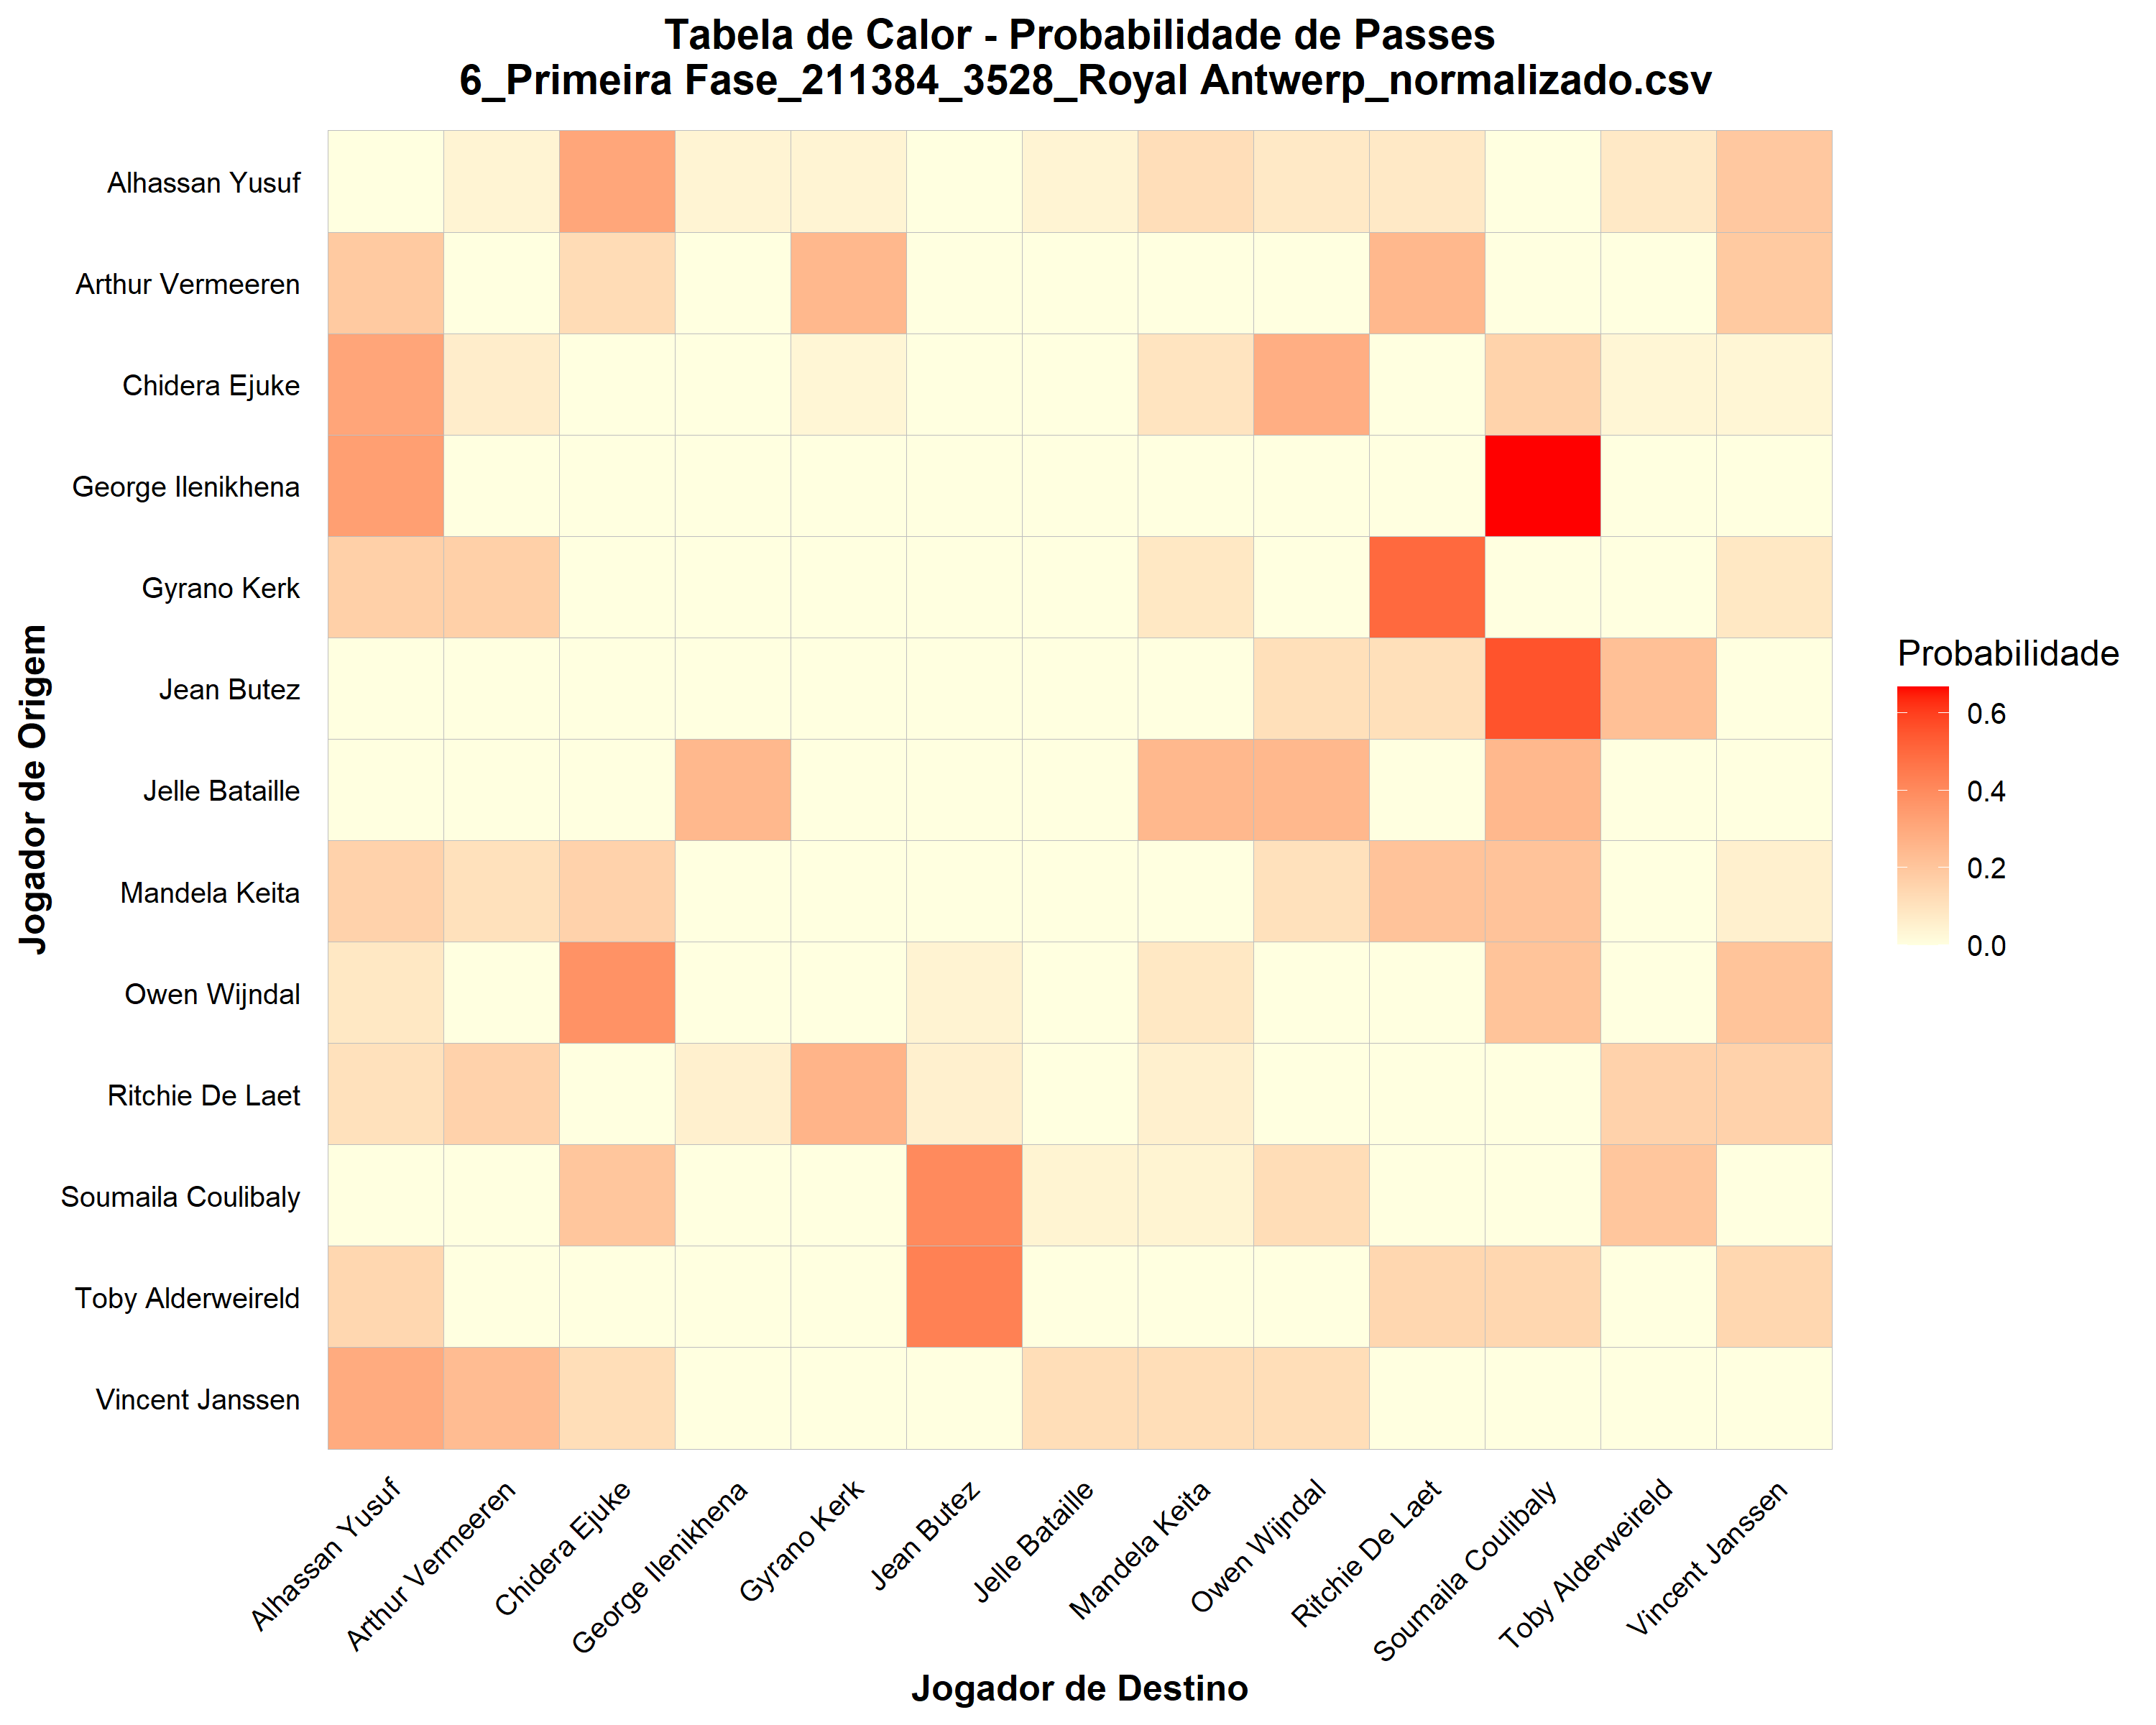 Tabela de Calor - Probabilidade de Passes
6_Primeira Fase_211384_3528_Royal Antwerp_normalizado.csv
Jogador de Origem
Alhassan Yusuf
Arthur Vermeeren
Chidera Ejuke
George Ilenikhena
Gyrano Kerk
Jean Butez
Jelle Bataille
Mandela Keita
Owen Wijndal
Ritchie De Laet
Soumaila Coulibaly
Toby Alderweireld
Vincent Janssen
Alhassan Yusuf
Arthur Vermeeren
Chidera Ejuke
George Ilenikhena
Gyrano Kerk
Jean Butez
Jelle Bataille
Mandela Keita
Owen Wijndal
Ritchie De Laet
Soumaila Coulibaly
Toby Alderweireld
Vincent Janssen
Jogador de Destino
Probabilidade
0.6
0.4
0.2
0.0